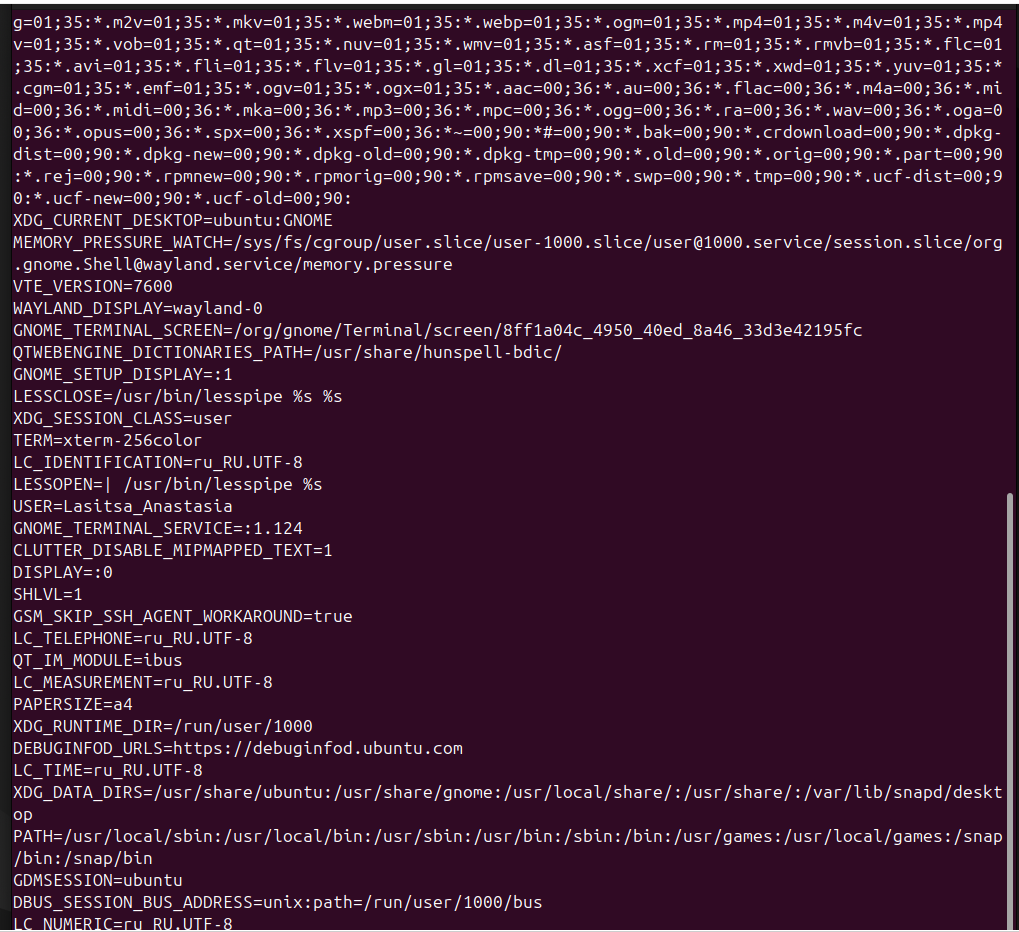 g=01;35:*.m2v=01;35:*.mkv=01;35:*.webm=01;35:*.webp=01;35:*.ogm=01;35:*.mp4=01;35:*.m4v=01;35:*.mp4
v=01;35:*.vob=01;35:*.qt=01;35:*.nuv=01;35:*.wmv=01;35:*.asf=01;35:*.rm=01;35:*.rmvb=01;35:*.flc=01
;35:*.avi=01;35:*.fli=01;35:*.flv=01;35:*.gl=01;35:*.dl=01;35:*.xcf=01;35:*.xwd=01;35:*.yuv=01;35:*
.cgm=01;35:*.emf=01;35:*.ogv=01;35:*.ogx=01;35:*.aac=00;36:*.au=00;36:*.flac=00;36:*.m4a=00;36:*.mi
d=00;36:*.midi=00;36:*.mka=00;36:*.mp3=00;36:*.mpc=00;36:*.ogg=00;36:*.ra=00;36:*.wav=00;36:*.oga=0
0;36:*.opus=00;36:*.spx=00;36:*.xspf=00;36:*~=00;90:*#=00;90:*.bak=00;90:*.crdownload=00;90:*.dpkg-
dist=00;90:*.dpkg-new=00;90:*.dpkg-old=00;90:*.dpkg-tmp=00;90:*.old=00;90:*.orig=00;90:*.part=00;90
:*.rej=00;90:*.rpmnew=00;90:*.rpmorig=00;90:*.rpmsave=00;90:*.swp=00;90:*.tmp=00;90:*.ucf-dist=00;9
0:*.ucf-new=00;90:*.ucf-old=00;90:
XDG_CURRENT_DESKTOP=ubuntu:GNOME
MEMORY_PRESSURE_WATCH=/sys/fs/cgroup/user.slice/user-1000.slice/user@1000.service/session.slice/org
.gnome.Shell@wayland.service/memory.pressure
VTE_VERSION=7600
WAYLAND_DISPLAY=wayland-0
GNOME_TERMINAL_SCREEN=/org/gnome/Terminal/screen/8ff1a04c_4950_40ed_8a46_33d3e42195fc
QTWEBENGINE_DICTIONARIES_PATH=/usr/share/hunspell-bdic/
GNOME_SETUP_DISPLAY=:1
LESSCLOSE=/usr/bin/lesspipe %s %s
XDG_SESSION_CLASS=user
TERM=xterm-256color
LC_IDENTIFICATION=ru_RU.UTF-8
LESSOPEN=| /usr/bin/lesspipe %s
USER=Lasitsa_Anastasia
GNOME_TERMINAL_SERVICE=:1.124
CLUTTER_DISABLE_MIPMAPPED_TEXT=1
DISPLAY=:0
SHLVL=1
GSM_SKIP_SSH_AGENT_WORKAROUND=true
LC_TELEPHONE=ru_RU.UTF-8
QT_IM_MODULE=ibus
LC_MEASUREMENT=ru_RU.UTF-8
PAPERSIZE=a4
XDG_RUNTIME_DIR=/run/user/1000
DEBUGINFOD_URLS=https://debuginfod.ubuntu.com
LC_TIME=ru_RU.UTF-8
XDG_DATA_DIRS=/usr/share/ubuntu:/usr/share/gnome:/usr/local/share/:/usr/share/:/var/lib/snapd/deskt
op
PATH=/usr/local/sbin:/usr/local/bin:/usr/sbin:/usr/bin:/sbin:/bin:/usr/games:/usr/local/games:/snap
/bin:/snap/bin
GDMSESSION=ubuntu
DBUS_SESSION_BUS_ADDRESS=unix:path=/run/user/1000/bus
LC_NUMERIC=ru_RU.UTF-8